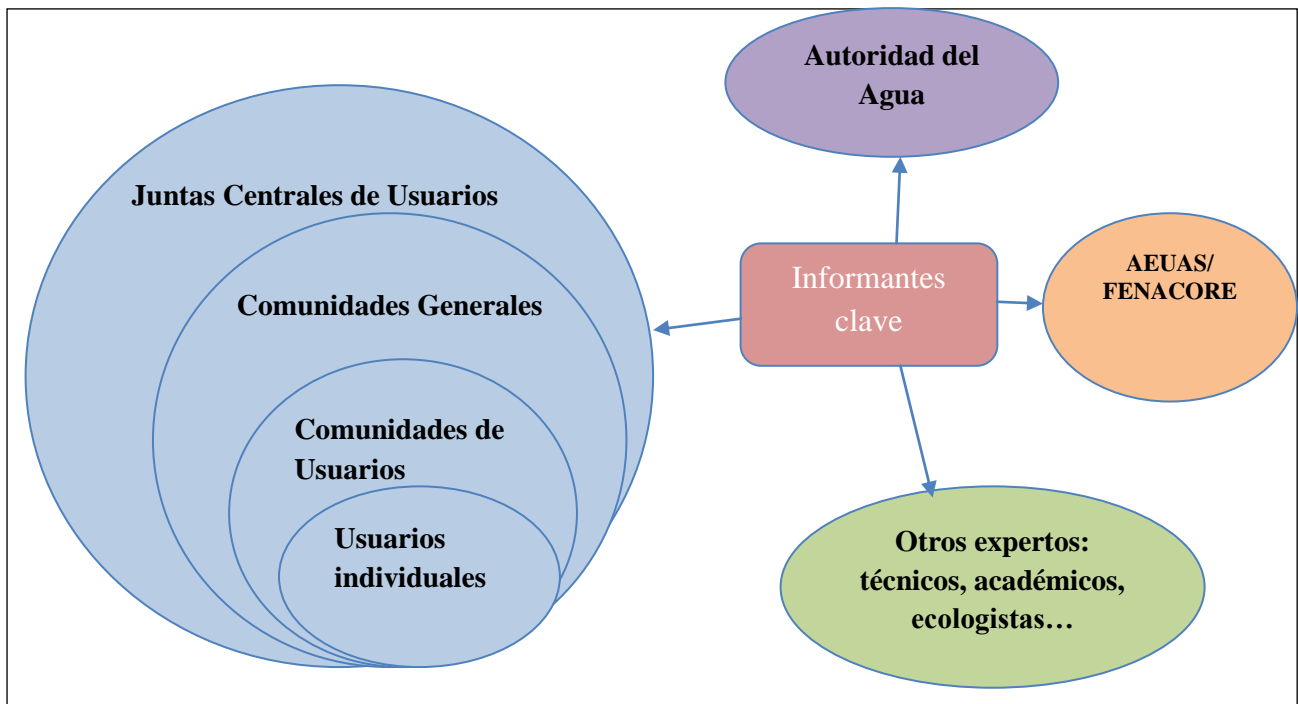 Autoridad del
Agua
Juntas Centrales de Usuarios
Comunidades Generales
Comunidades de
Usuarios
Usuarios
individuales
Informantes
clave
AEUAS/
FENACORE
Otros expertos:
técnicos, académicos,
ecologistas…